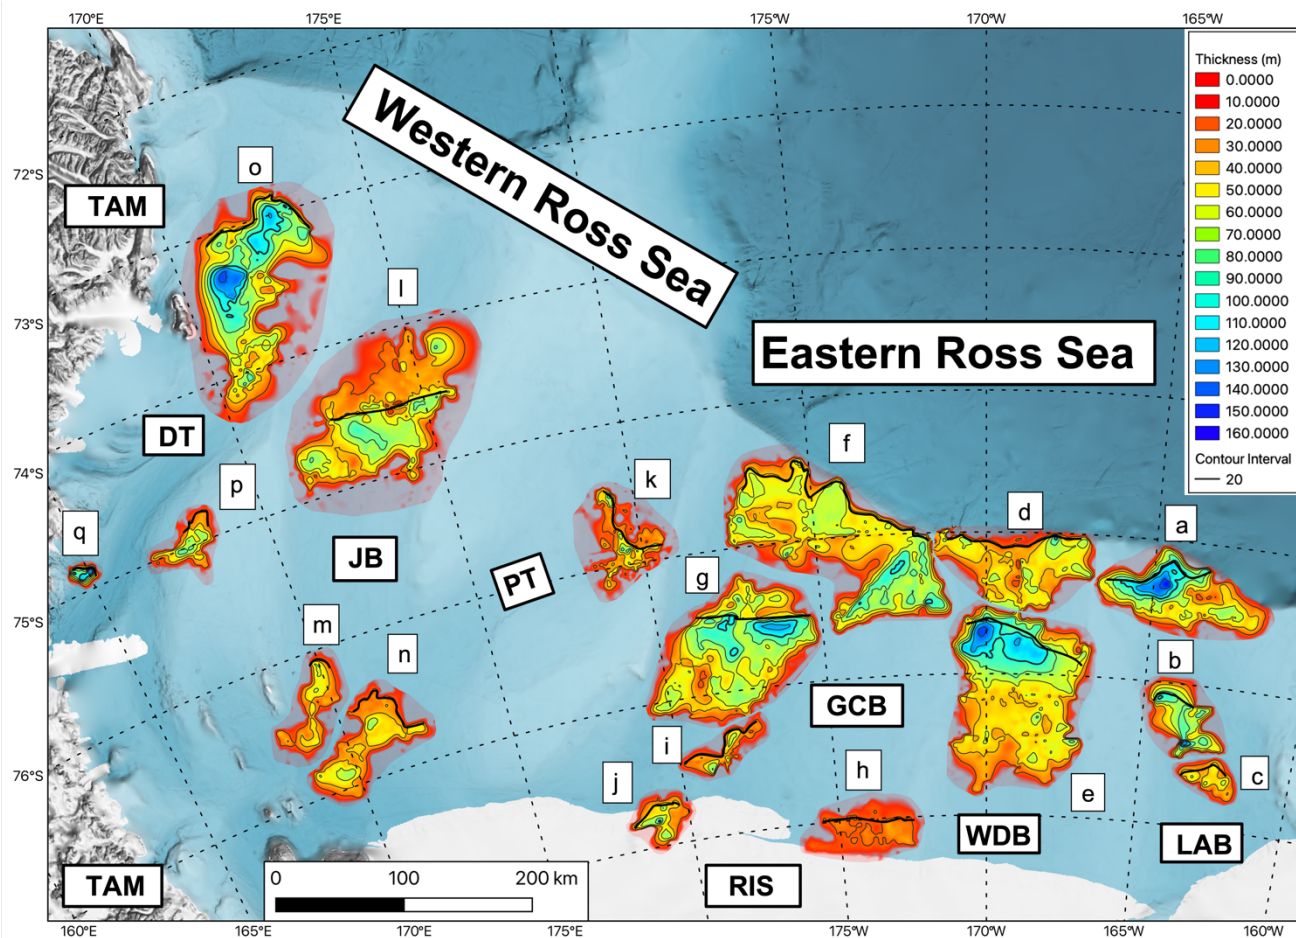 170°E 175°E 175°W 170°W 165°W
Thickness (m)
0.0000
10.0000
20.0000
30.0000
40.0000
50.0000
60.0000
70.0000
80.0000
90.0000
100.0000
110.0000
120.0000
130.0000
140.0000
150.0000
160.0000
Contour Interval
20
Western Ross Sea
Eastern Ross Sea
72°S
73°S
74°S
75°S
76°S
TAM
o
l
DT
p
q
JB
PT
k
f
d
a
g
m
n
b
GCB
i
j
h
e
c
WDB
LAB
TAM
RIS
0 100 200 km
160°E 165°E 170°E 175°E 175°W 170°W 165°W 160°W